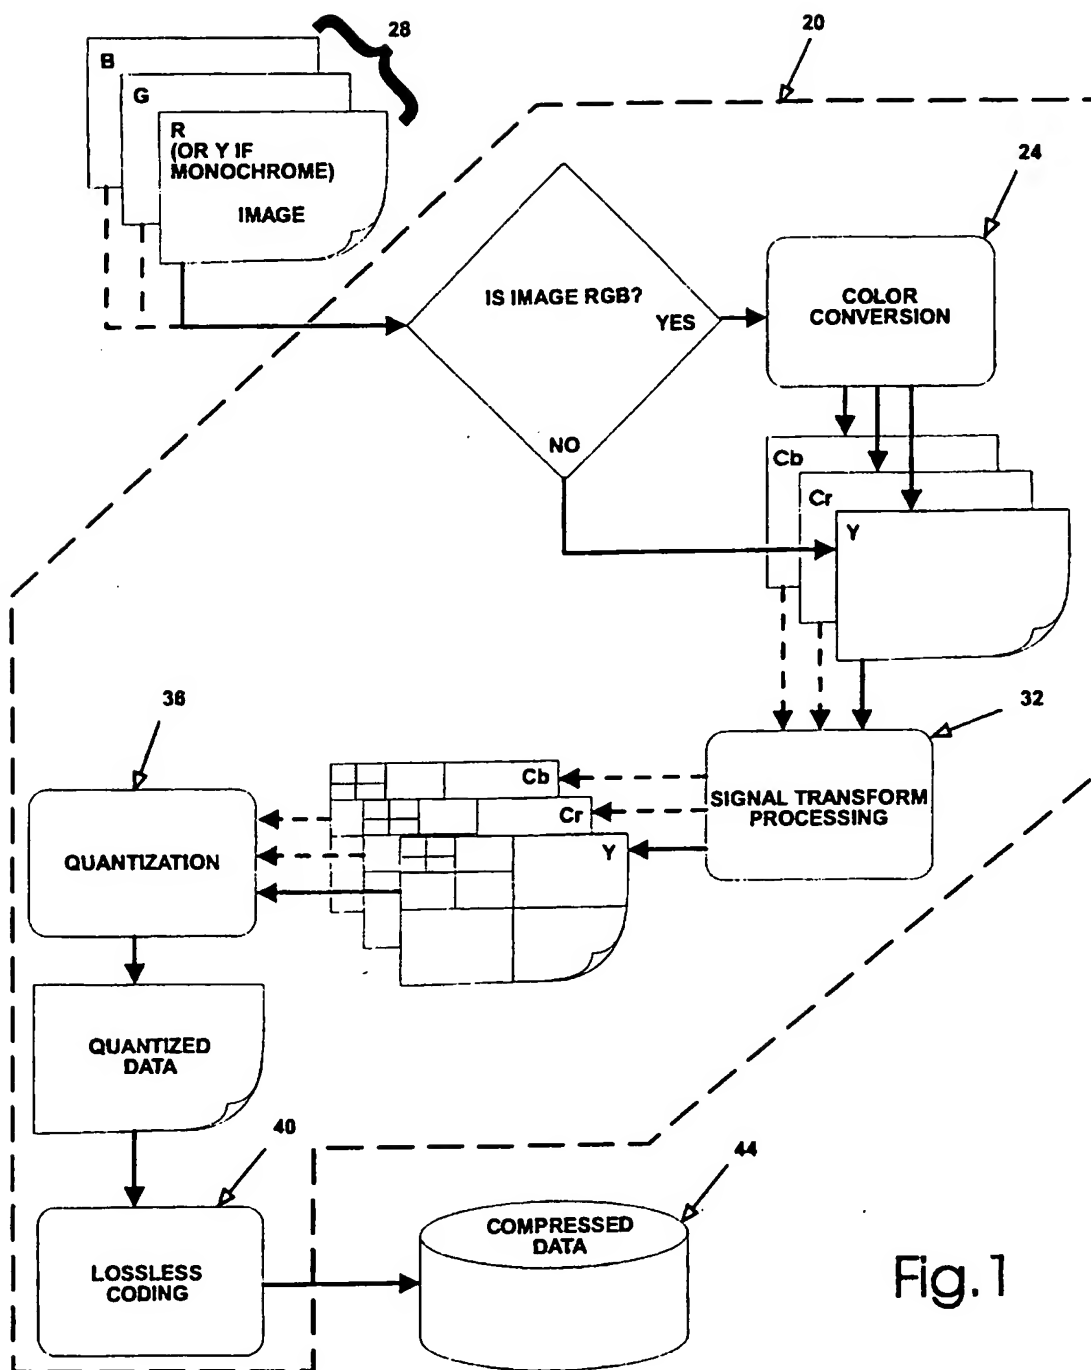 28
20
B
G
R
(OR Y IF
MONOCHROME)
IMAGE
24
IS IMAGE RGB?
YES
NO
COLOR
CONVERSION
Cb
Cr
Y
36
32
Cb
Cr
Y
SIGNAL TRANSFORM
PROCESSING
QUANTIZATION
QUANTIZED
DATA
40
44
LOSSLESS
CODING
COMPRESSED
DATA
Fig.1